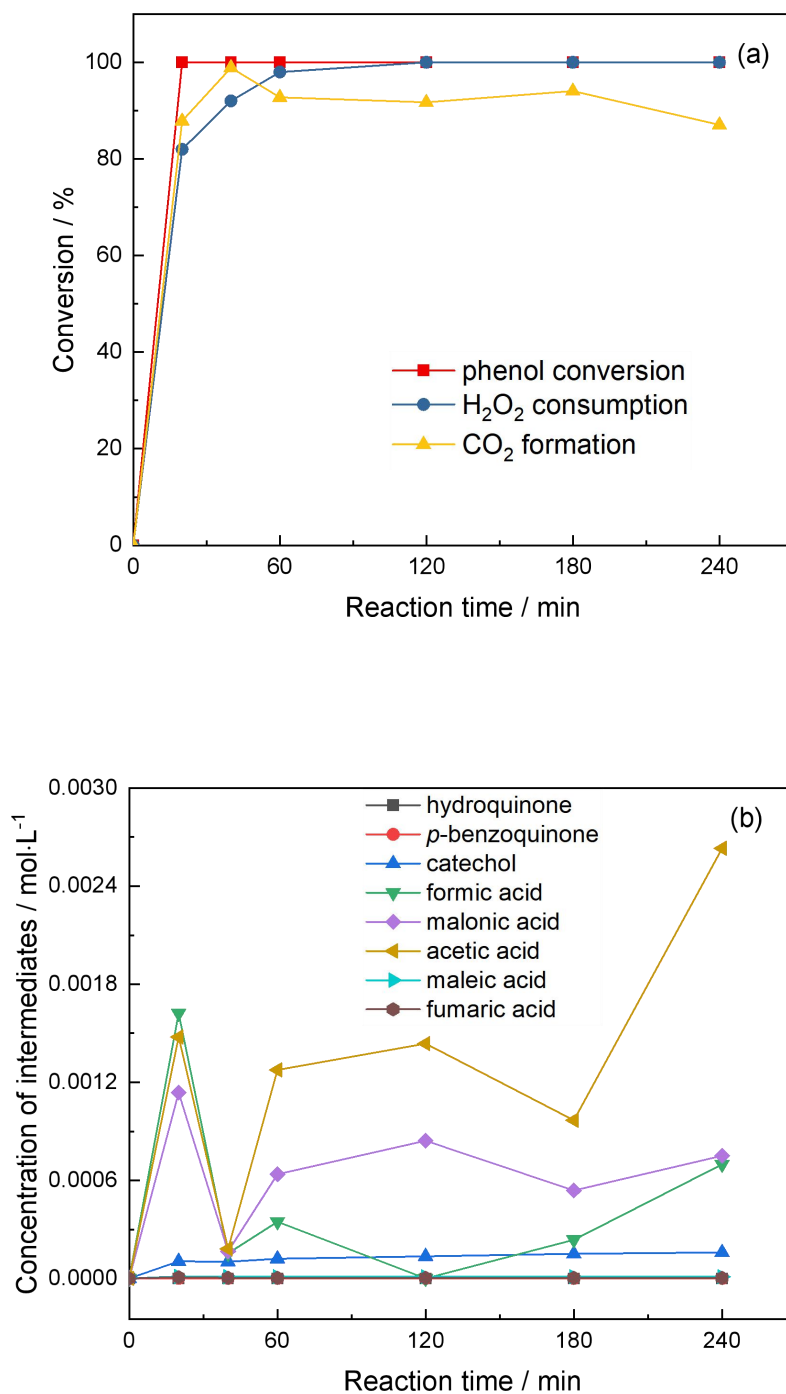 (a)
100
80
60
40
20
0
Conversion / %
phenol conversion
H₂O₂ consumption
CO₂ formation
0 60 120 180 240
Reaction time / min
0.0030
0.0024
0.0018
0.0012
0.0006
0.0000
Concentration of intermediates / mol·L⁻¹
(b)
hydroquinone
p-benzoquinone
catechol
formic acid
malonic acid
acetic acid
maleic acid
fumaric acid
0 60 120 180 240
Reaction time / min